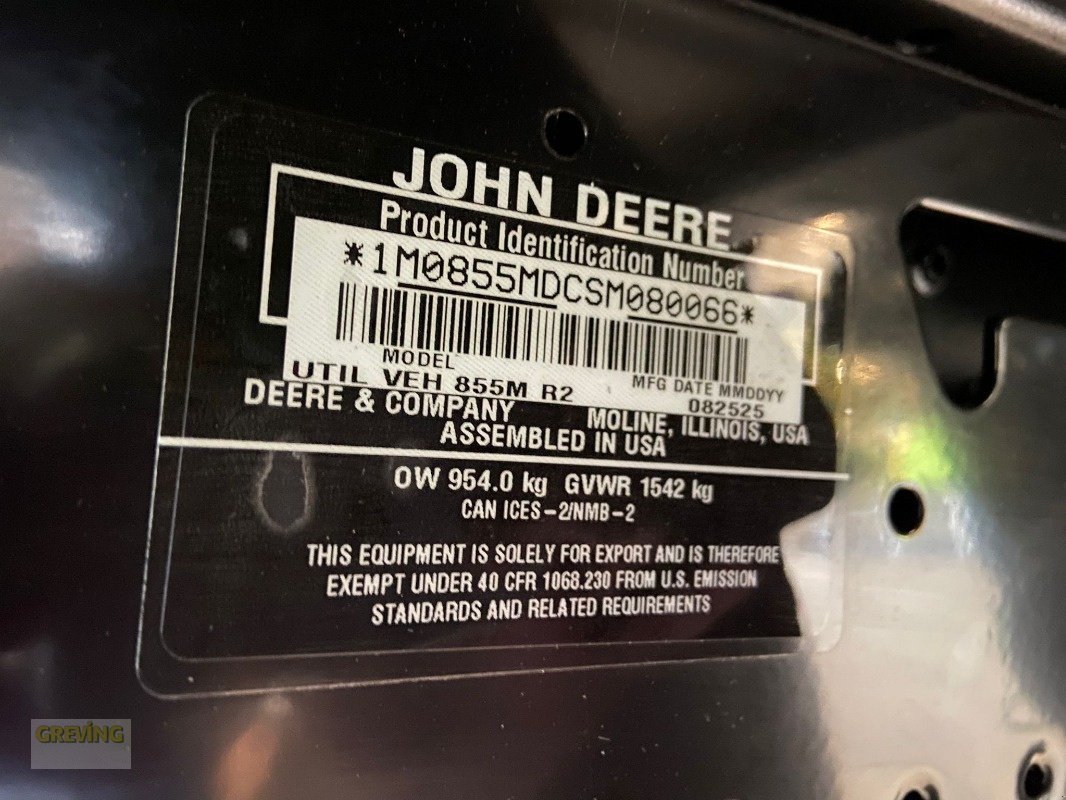 JOHN DEERE
Product Identification Number
*1M0855MDCSM080066*
MODEL
MFG DATE MMDDYY
UTIL VEH 855M R2
082525
DEERE & COMPANY
MOLINE, ILLINOIS, USA
ASSEMBLED IN USA
OW 954.0 kg GVWR 1542 kg
CAN ICES-2/NMB-2
THIS EQUIPMENT IS SOLELY FOR EXPORT AND IS THEREFORE
EXEMPT UNDER 40 CFR 1068.230 FROM U.S. EMISSION
STANDARDS AND RELATED REQUIREMENTS
GREVING